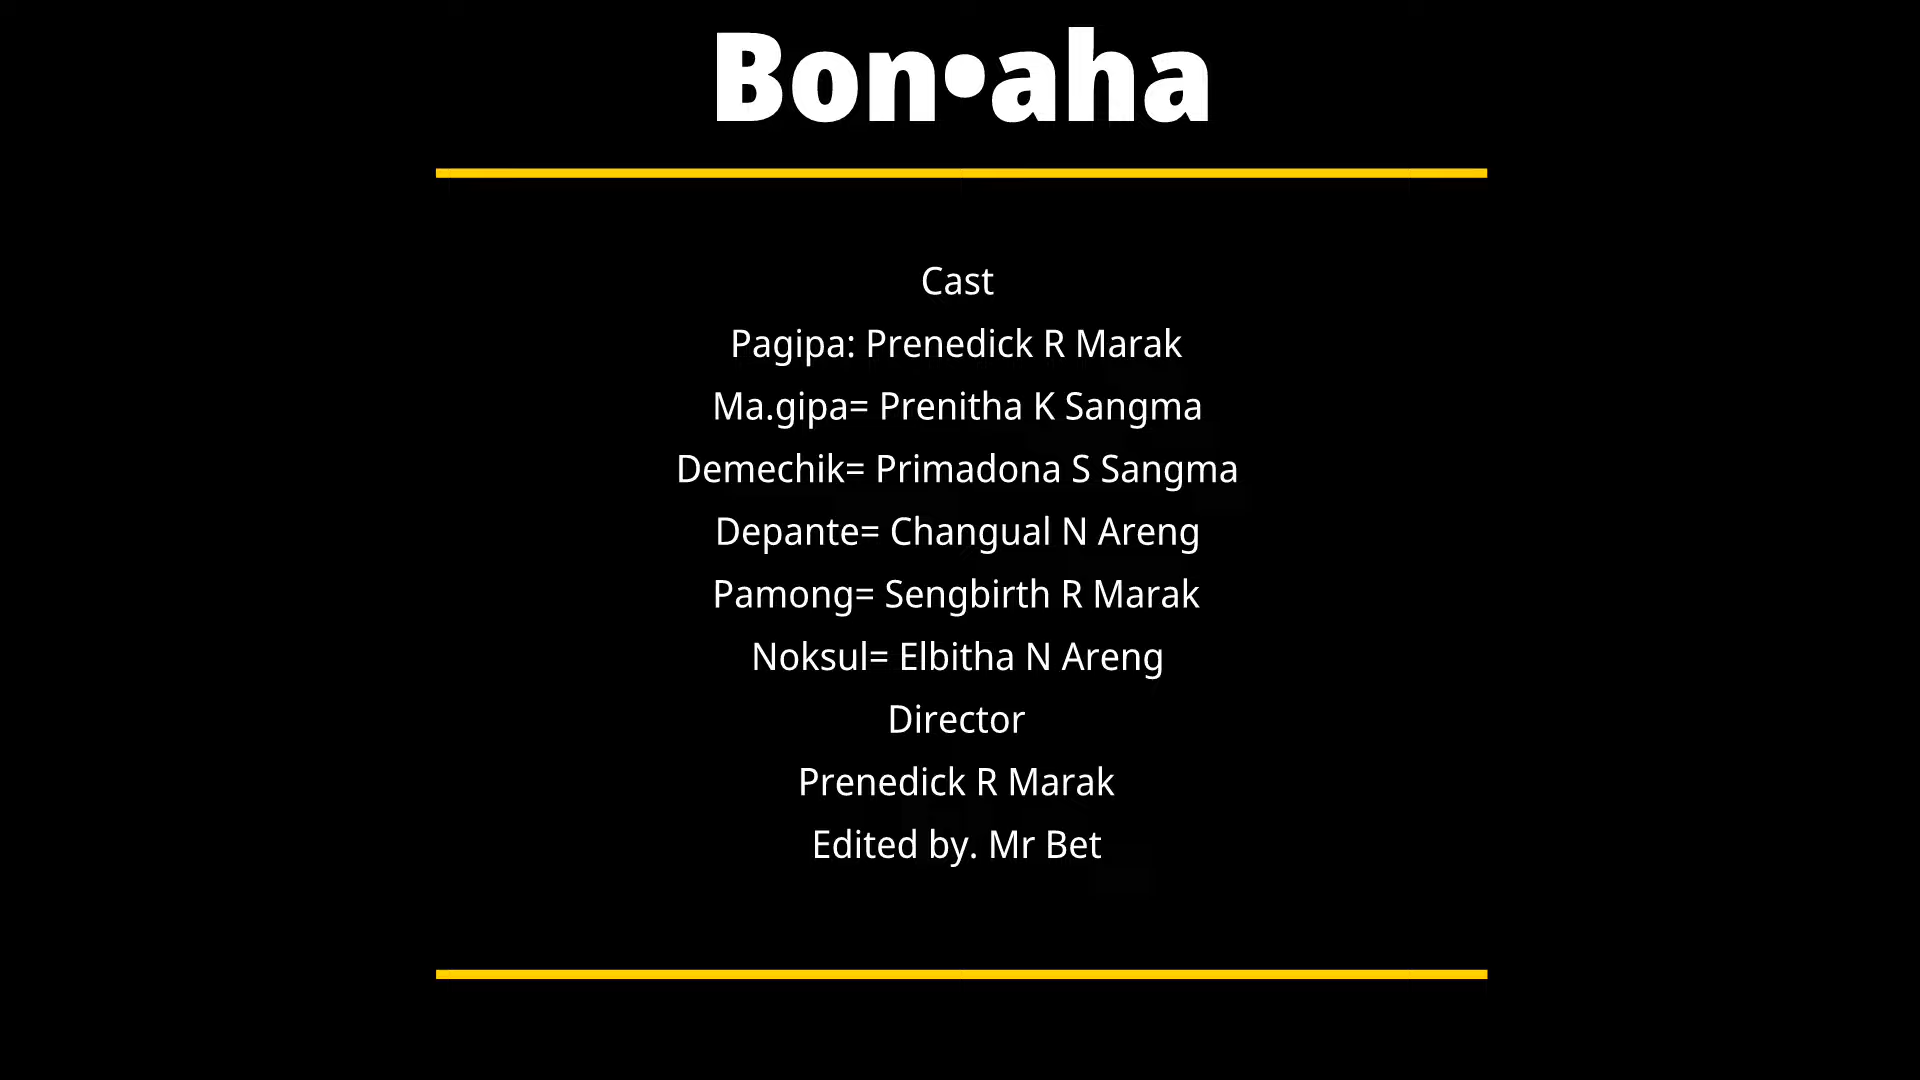 Bon•aha
Cast
Pagipa: Prenedick R Marak
Ma.gipa= Prenitha K Sangma
Demechik= Primadona S Sangma
Depante= Changual N Areng
Pamong= Sengbirth R Marak
Noksul= Elbitha N Areng
Director
Prenedick R Marak
Edited by. Mr Bet